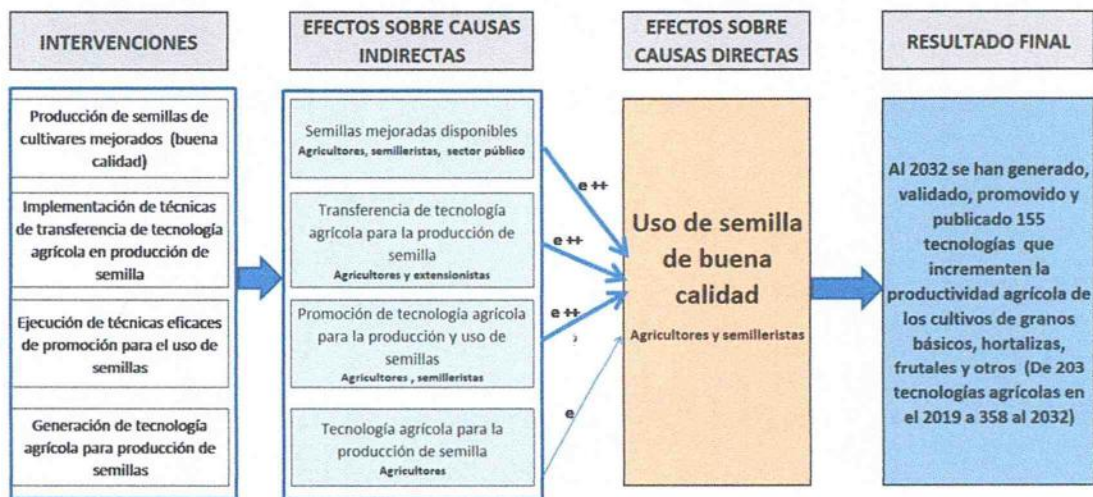 INTERVENCIONES
EFECTOS SOBRE CAUSAS
INDIRECTAS
EFECTOS SOBRE
CAUSAS DIRECTAS
RESULTADO FINAL
Producción de semillas de
cultivares mejorados (buena
calidad)
Implementación de técnicas
de transferencia de tecnología
agrícola en producción de
semilla
Ejecución de técnicas eficaces
de promoción para el uso de
semillas
Generación de tecnología
agrícola para producción de
semillas
Semillas mejoradas disponibles
Agricultores, semilleristas, sector público
Transferencia de tecnología
agrícola para la producción de
semilla
Agricultores y extensionistas
Promoción de tecnología agrícola
para la producción y uso de
semillas
Agricultores , semilleristas
Tecnología agrícola para la
producción de semilla
Agricultores
e ++
e ++
e ++
e
Uso de semilla
de buena
calidad
Agricultores y semilleristas
Al 2032 se han generado,
validado, promovido y
publicado 155
tecnologías que
incrementen la
productividad agrícola de
los cultivos de granos
básicos, hortalizas,
frutales y otros (De 203
tecnologías agrícolas en
el 2019 a 358 al 2032)